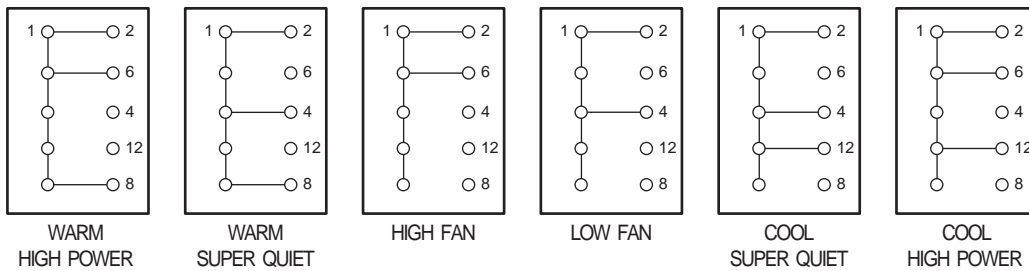 1 2 1 2 1 2 1 2 1 2 1 2
6 6 6 6 6 6
4 4 4 4 4 4
12 12 12 12 12 12
8 8 8 8 8 8
WARM WARM HIGH FAN LOW FAN COOL COOL
HIGH POWER SUPER QUIET SUPER QUIET HIGH POWER